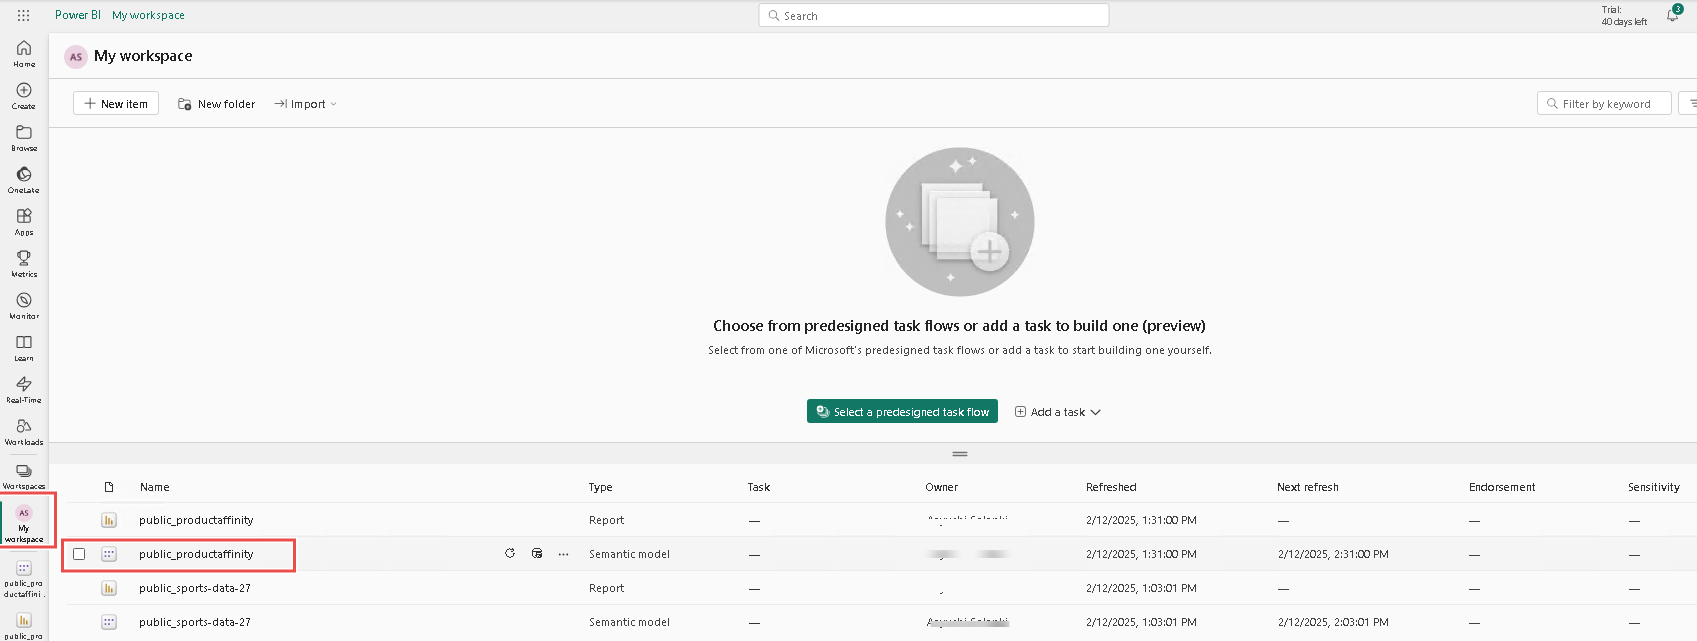 Power BI My workspace
Search
Trial:
40 days left
3
Home
Create
Browse
OneLake
Apps
Metrics
Monitor
Learn
Real-Time
Workloads
Workspaces
AS
My
workspace
public_pro
ductaffini..
public_pro
AS My workspace
New item New folder Import
Filter by keyword
Choose from predesigned task flows or add a task to build one (preview)
Select from one of Microsoft's predesigned task flows or add a task to start building one yourself.
Select a predesigned task flow Add a task
Name Type Task Owner Refreshed Next refresh Endorsement Sensitivity
public_productaffinity Report — 2/12/2025, 1:31:00 PM — — —
public_productaffinity ... Semantic model — 2/12/2025, 1:31:00 PM 2/12/2025, 2:31:00 PM — —
public_sports-data-27 Report — 2/12/2025, 1:03:01 PM — — —
public_sports-data-27 Semantic model — 2/12/2025, 1:03:01 PM 2/12/2025, 2:03:01 PM — —